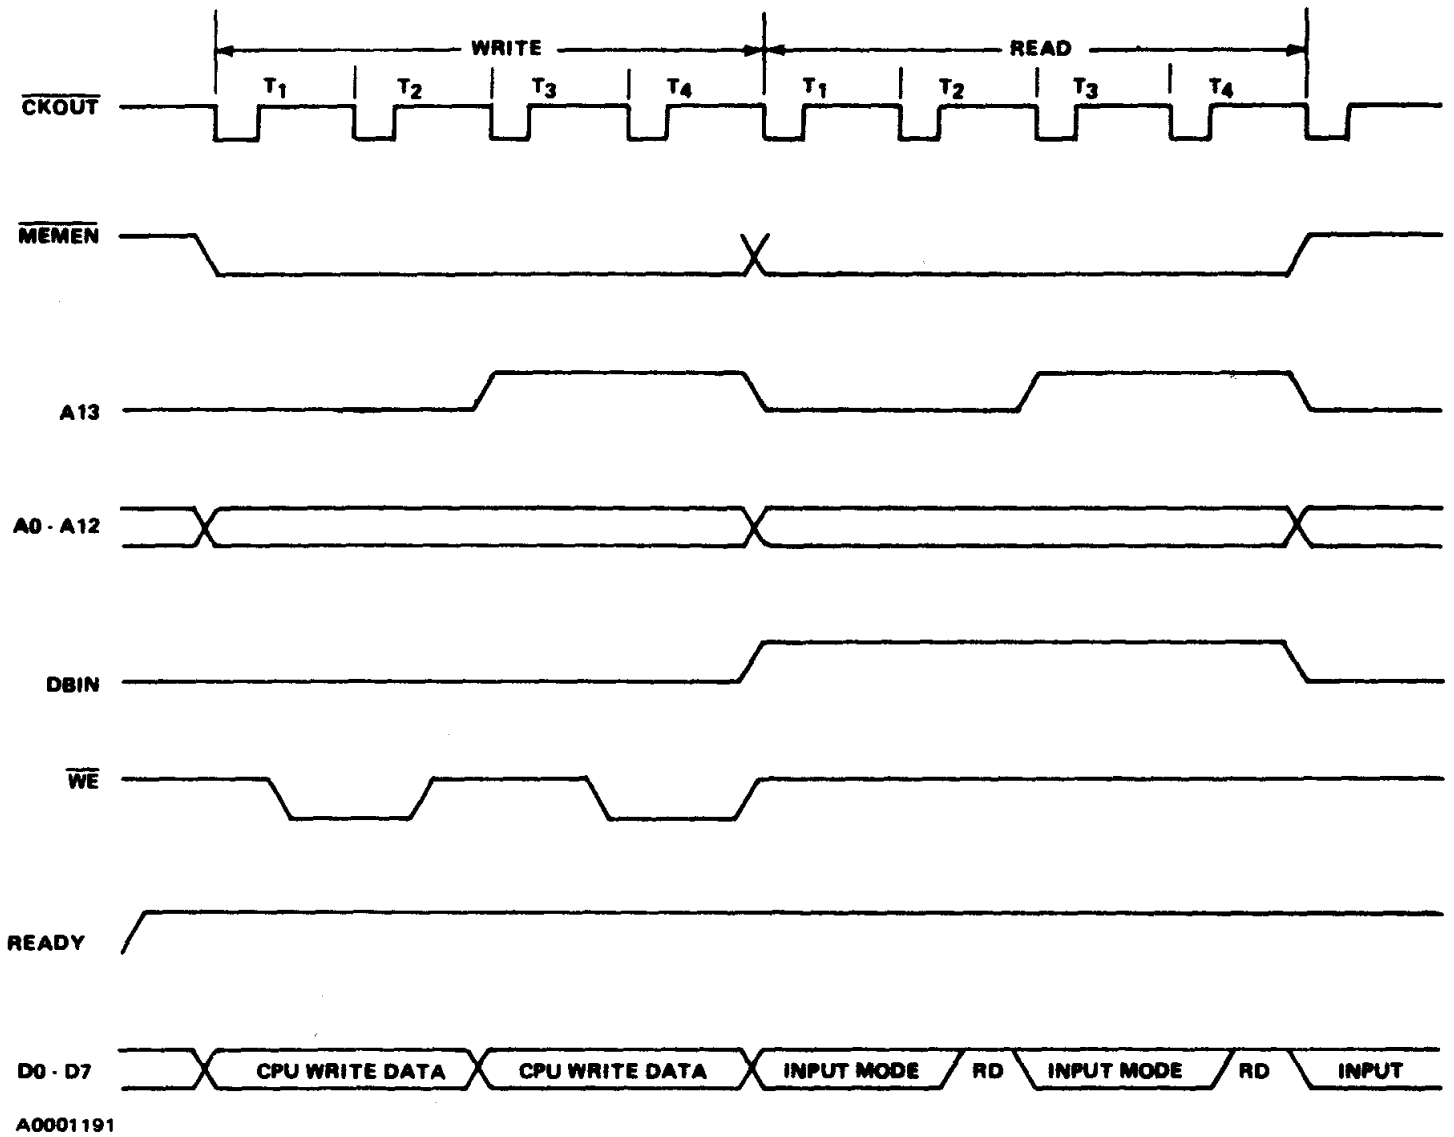 WRITE READ
T1 T2 T3 T4 T1 T2 T3 T4
CKOUT
MEMEN
A13
A0 - A12
DBIN
WE
READY
D0 - D7 CPU WRITE DATA CPU WRITE DATA INPUT MODE RD INPUT MODE RD INPUT
A0001191